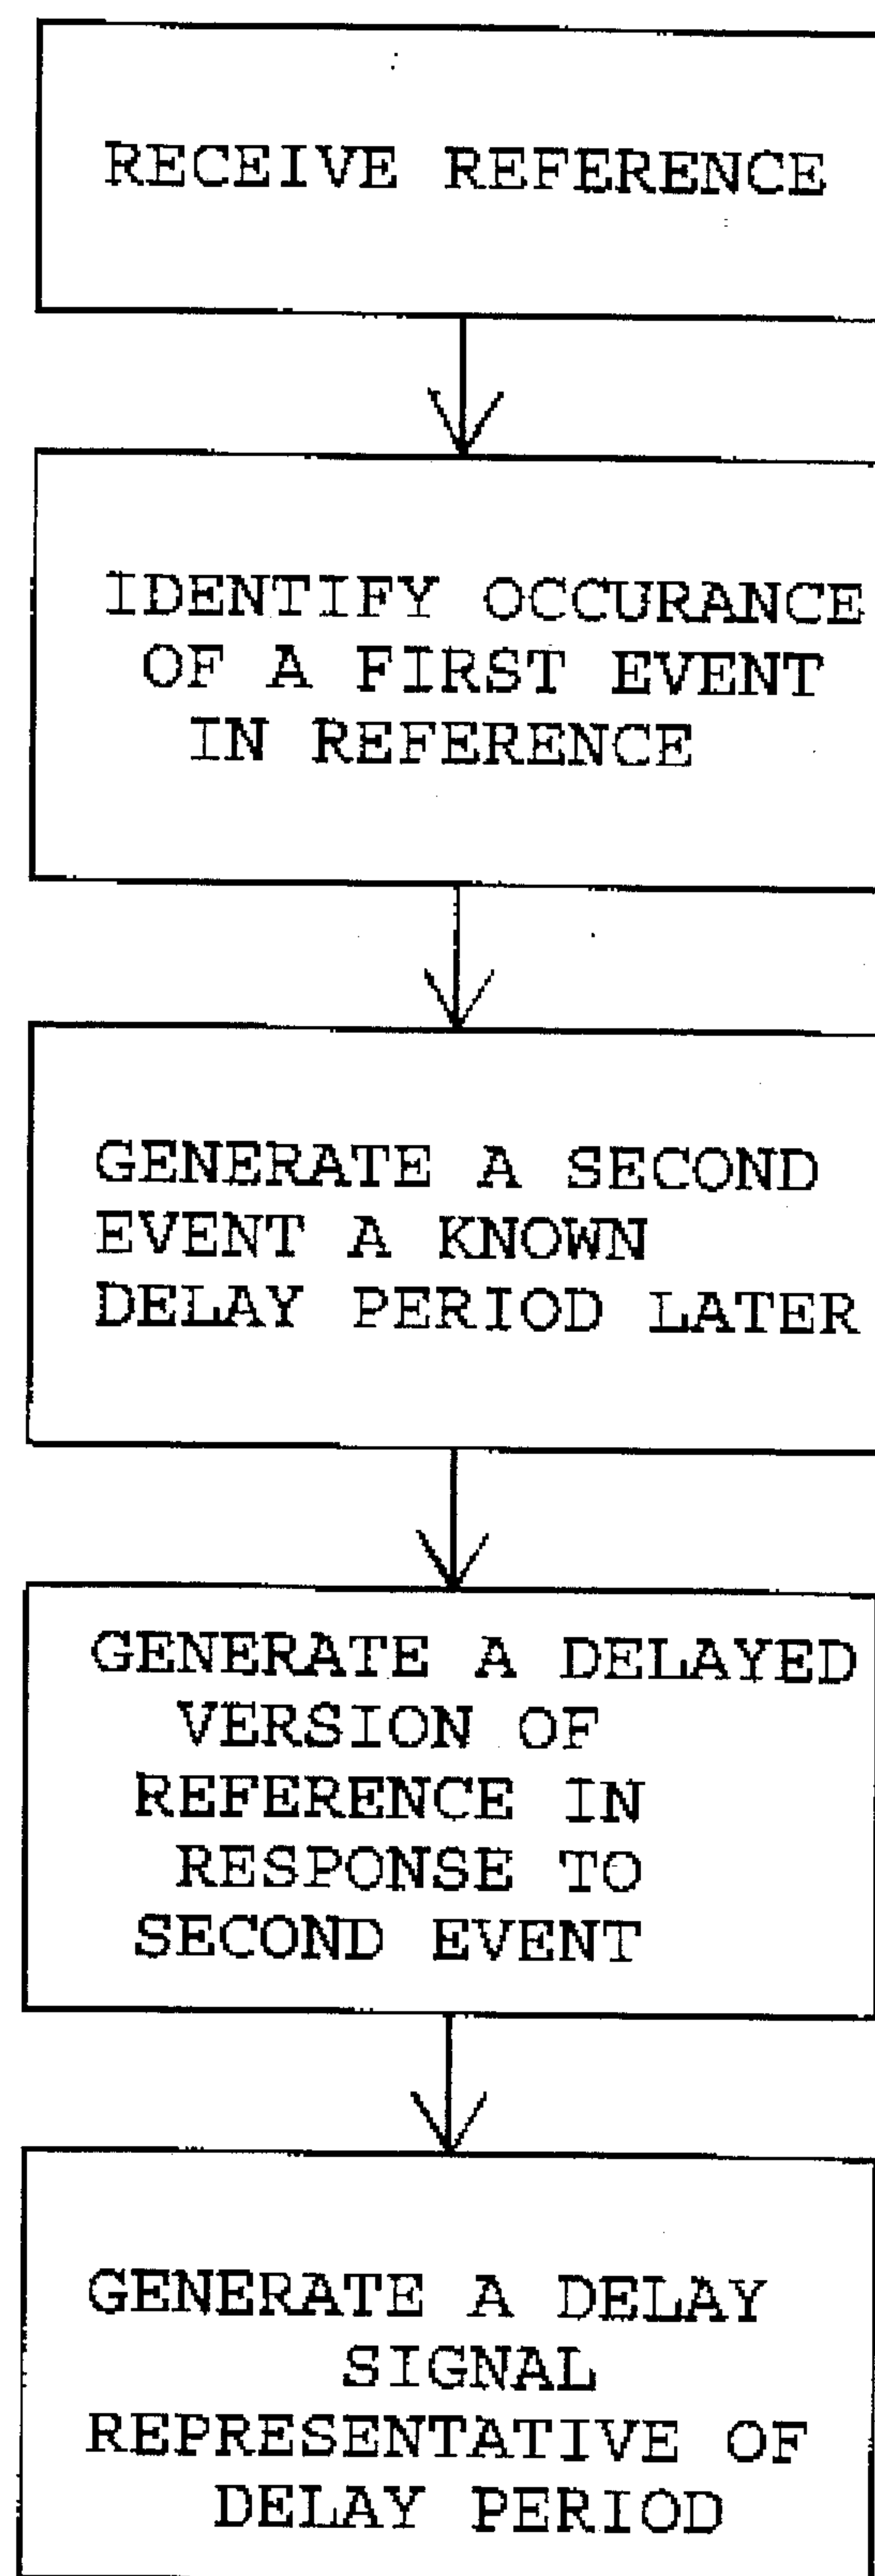 RECEIVE REFERENCE
IDENTIFY OCCURANCE
OF A FIRST EVENT
IN REFERENCE
GENERATE A SECOND
EVENT A KNOWN
DELAY PERIOD LATER
GENERATE A DELAYED
VERSION OF
REFERENCE IN
RESPONSE TO
SECOND EVENT
GENERATE A DELAY
SIGNAL
REPRESENTATIVE OF
DELAY PERIOD